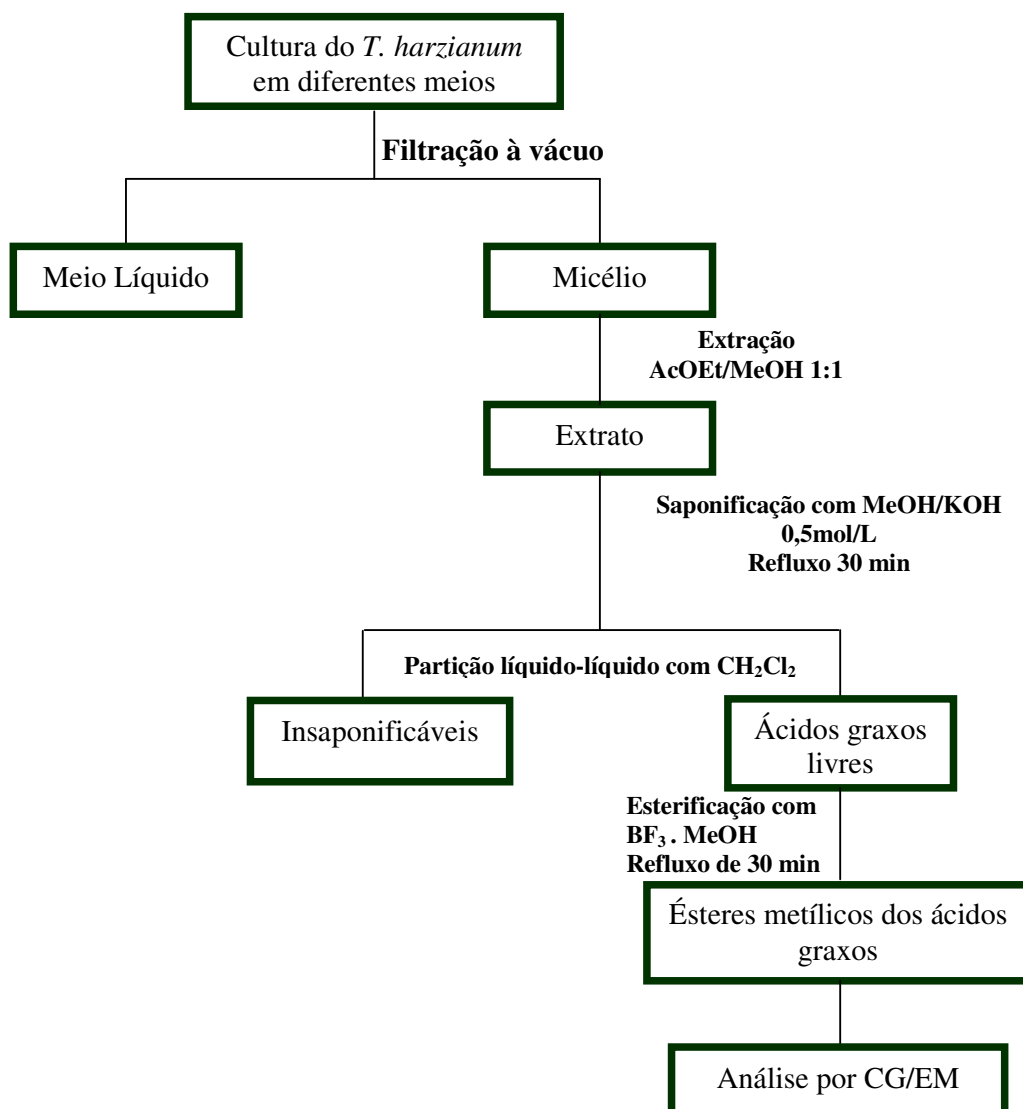 Cultura do T. harzianum
em diferentes meios
Filtração à vácuo
Meio Líquido
Micélio
Extração
AcOEt/MeOH 1:1
Extrato
Saponificação com MeOH/KOH
0,5mol/L
Refluxo 30 min
Partição líquido-líquido com CH₂Cl₂
Insaponificáveis
Ácidos graxos
livres
Esterificação com
BF₃ . MeOH
Refluxo de 30 min
Ésteres metílicos dos ácidos
graxos
Análise por CG/EM